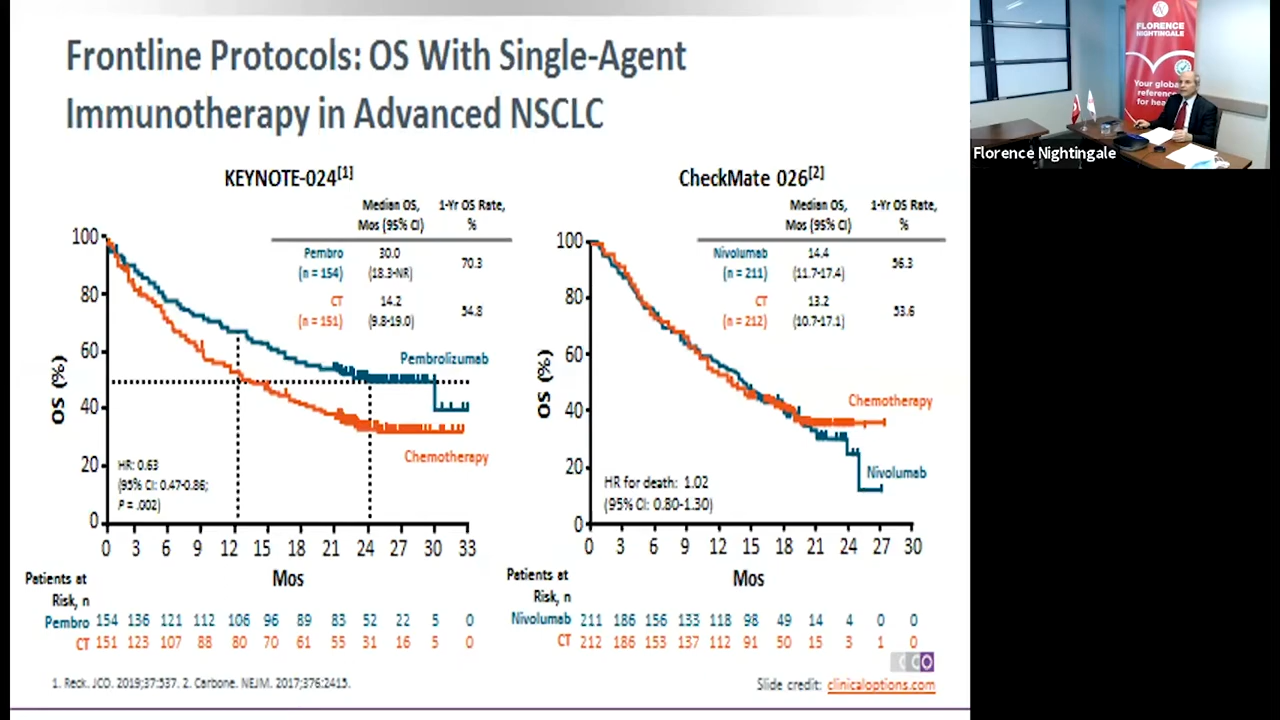 Frontline Protocols: OS With Single-Agent
Immunotherapy in Advanced NSCLC
KEYNOTE-024[1]
Median OS, 1-Yr OS Rate,
Mos (95% CI) %
Pembro 30.0 70.3
(n = 154) (18.3-NR)
CT 14.2 54.8
(n = 151) (9.8-19.0)
100
80
60
40
20
0
OS (%)
Pembrolizumab
Chemotherapy
HR: 0.63
(95% CI: 0.47-0.86;
P = .002)
0 3 6 9 12 15 18 21 24 27 30 33
Mos
Patients at
Risk, n
Pembro 154 136 121 112 106 96 89 83 52 22 5 0
CT 151 123 107 88 80 70 61 55 31 16 5 0
CheckMate 026[2]
Median OS, 1-Yr OS Rate,
Mos (95% CI) %
Nivolumab 14.4 56.3
(n = 211) (11.7-17.4)
CT 13.2 53.6
(n = 212) (10.7-17.1)
100
80
60
40
20
0
OS (%)
Chemotherapy
Nivolumab
HR for death: 1.02
(95% CI: 0.80-1.30)
0 3 6 9 12 15 18 21 24 27 30
Mos
Patients at
Risk, n
Nivolumab 211 186 156 133 118 98 49 14 4 0 0
CT 212 186 153 137 112 91 50 15 3 1 0
CCO
1. Reck. JCO. 2019;37:537. 2. Carbone. NEJM. 2017;376:2415.
Slide credit: clinicaloptions.com
FLORENCE
NIGHTINGALE
Your global
reference
for
Florence Nightingale